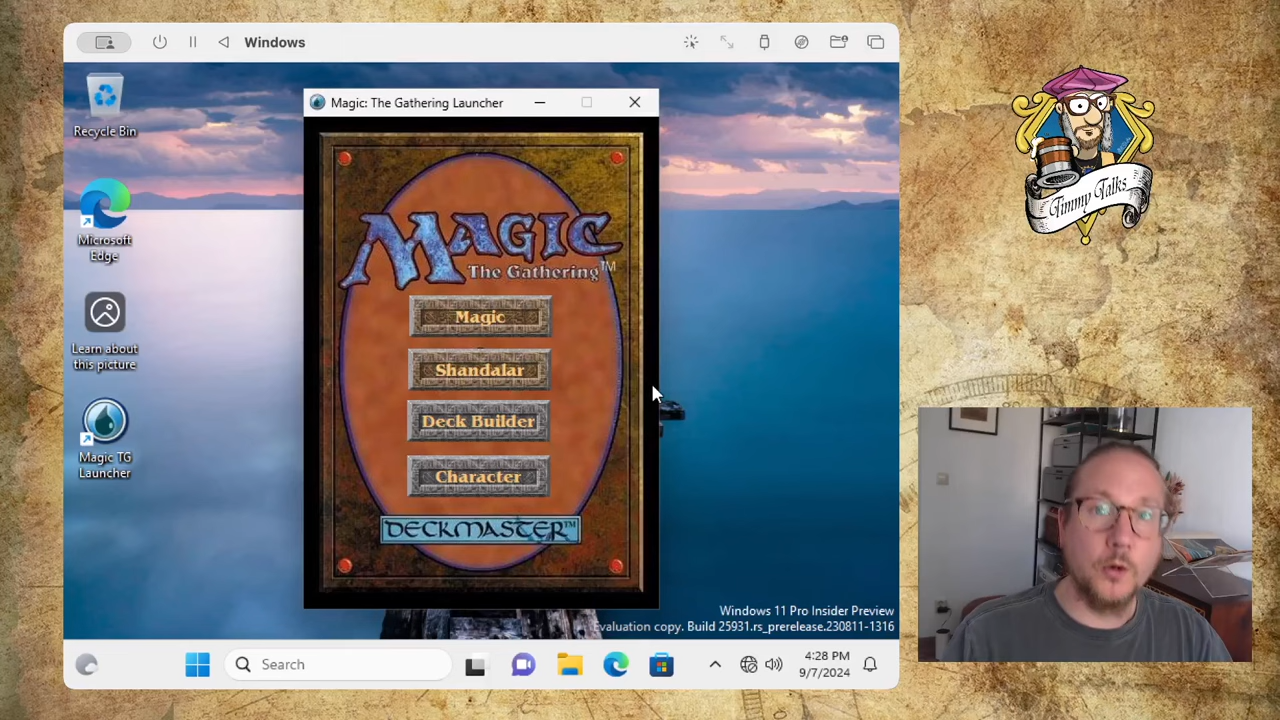 Windows
Recycle Bin
Microsoft
Edge
Learn about
this picture
Magic TG
Launcher
Magic: The Gathering Launcher
MAGIC
The Gathering™
Magic
Shandalar
Deck Builder
Character
DECKMASTER™
Timmy Talks
Windows 11 Pro Insider Preview
Evaluation copy. Build 25931.rs_prerelease.230811-1316
Search
4:28 PM
9/7/2024